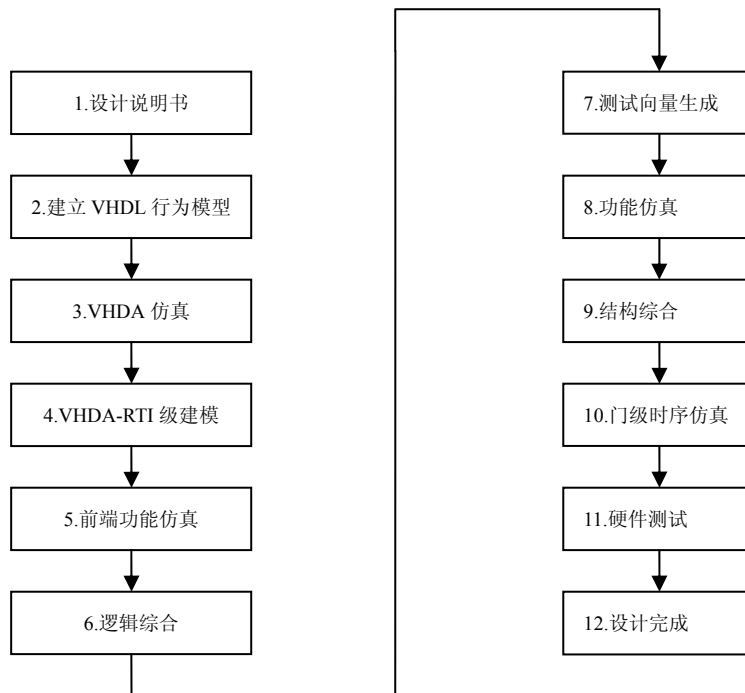 1.设计说明书
2.建立 VHDL 行为模型
3.VHDA 仿真
4.VHDA-RTI 级建模
5.前端功能仿真
6.逻辑综合
7.测试向量生成
8.功能仿真
9.结构综合
10.门级时序仿真
11.硬件测试
12.设计完成